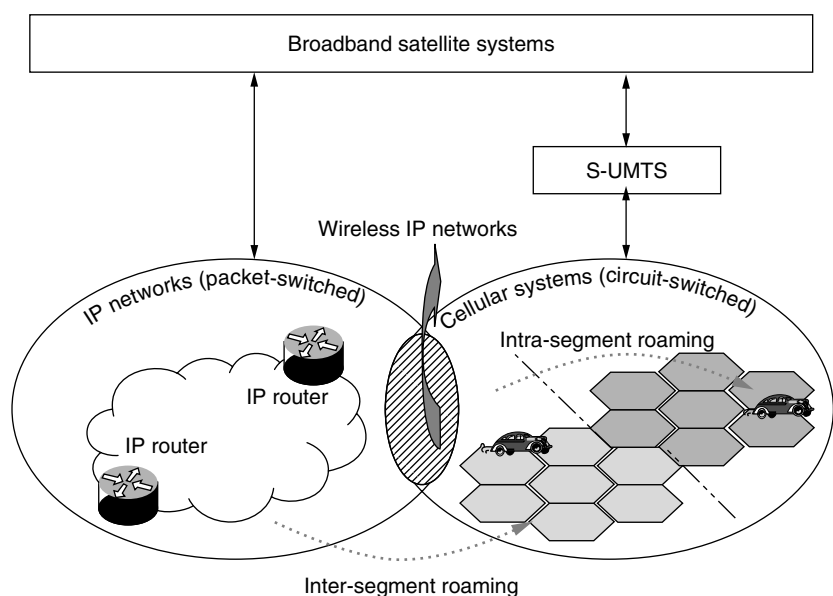 Broadband satellite systems
S-UMTS
Wireless IP networks
IP networks (packet-switched)
Cellular systems (circuit-switched)
Intra-segment roaming
IP router
IP router
Inter-segment roaming